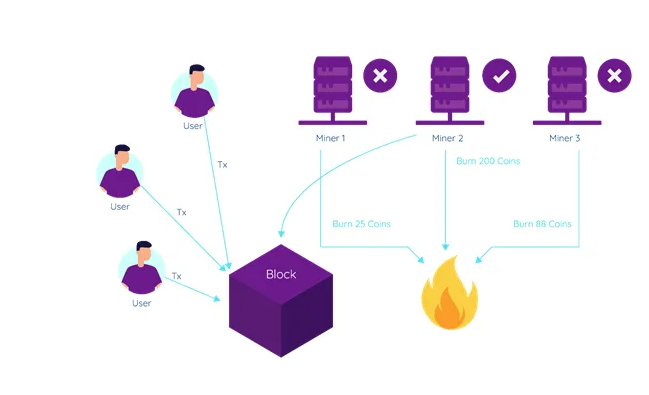 User
Tx
User
Tx
User
Tx
Block
Miner 1
Miner 2
Miner 3
Burn 200 Coins
Burn 25 Coins
Burn 88 Coins